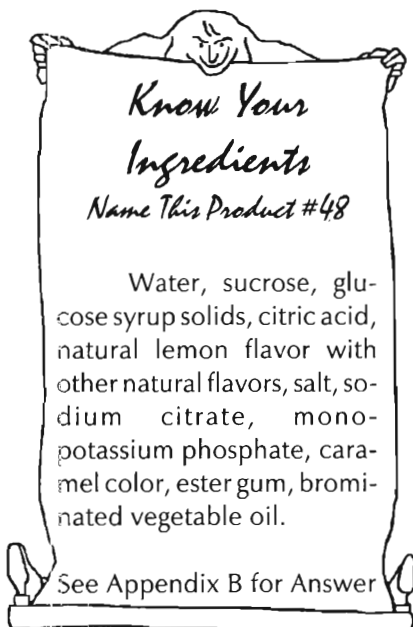 Know Your
Ingredients
Name This Product #48
Water, sucrose, glu-
cose syrup solids, citric acid,
natural lemon flavor with
other natural flavors, salt, so-
dium citrate, mono-
potassium phosphate, cara-
mel color, ester gum, bromi-
nated vegetable oil.
See Appendix B for Answer